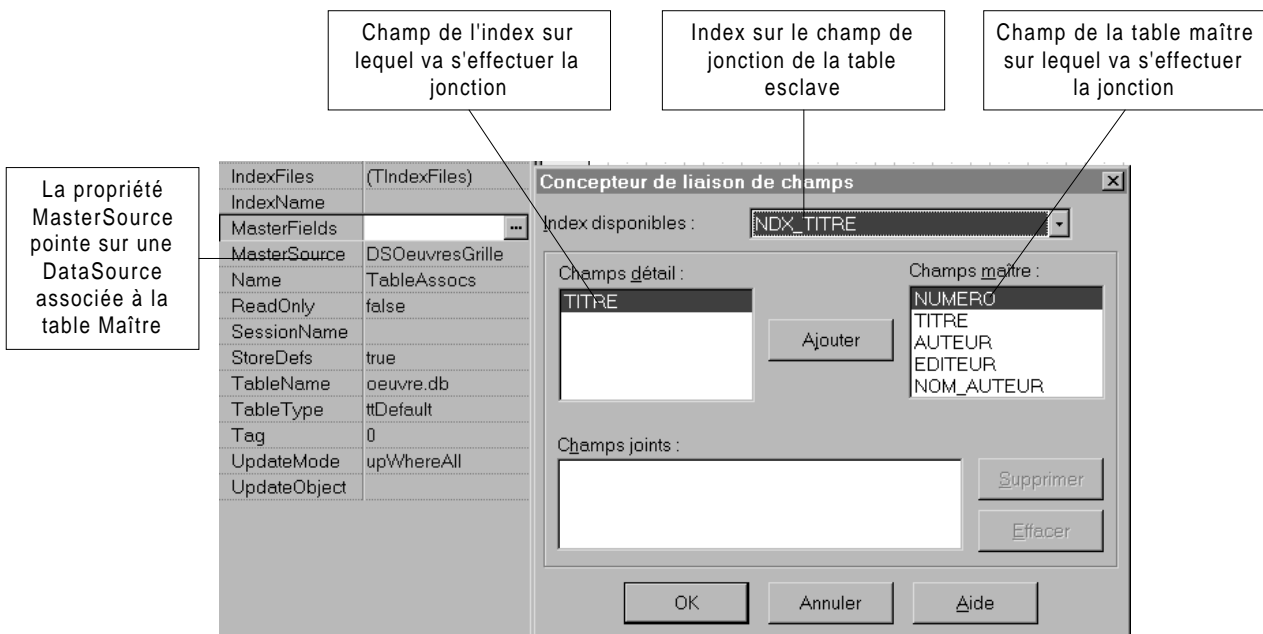 Champ de l'index sur
lequel va s'effectuer la
jonction
Index sur le champ de
jonction de la table
esclave
Champ de la table maître
sur lequel va s'effectuer
la jonction
La propriété
MasterSource
pointe sur une
DataSource
associée à la
table Maître
IndexFiles (TIndexFiles)
IndexName
MasterFields ...
MasterSource DSOeuvresGrille
Name TableAssocs
ReadOnly false
SessionName
StoreDefs true
TableName oeuvre.db
TableType ttDefault
Tag 0
UpdateMode upWhereAll
UpdateObject
Concepteur de liaison de champs
Index disponibles : NDX_TITRE
Champs détail :
TITRE
Ajouter
Champs maître :
NUMERO
TITRE
AUTEUR
EDITEUR
NOM_AUTEUR
Champs joints :
Supprimer
Effacer
OK Annuler Aide